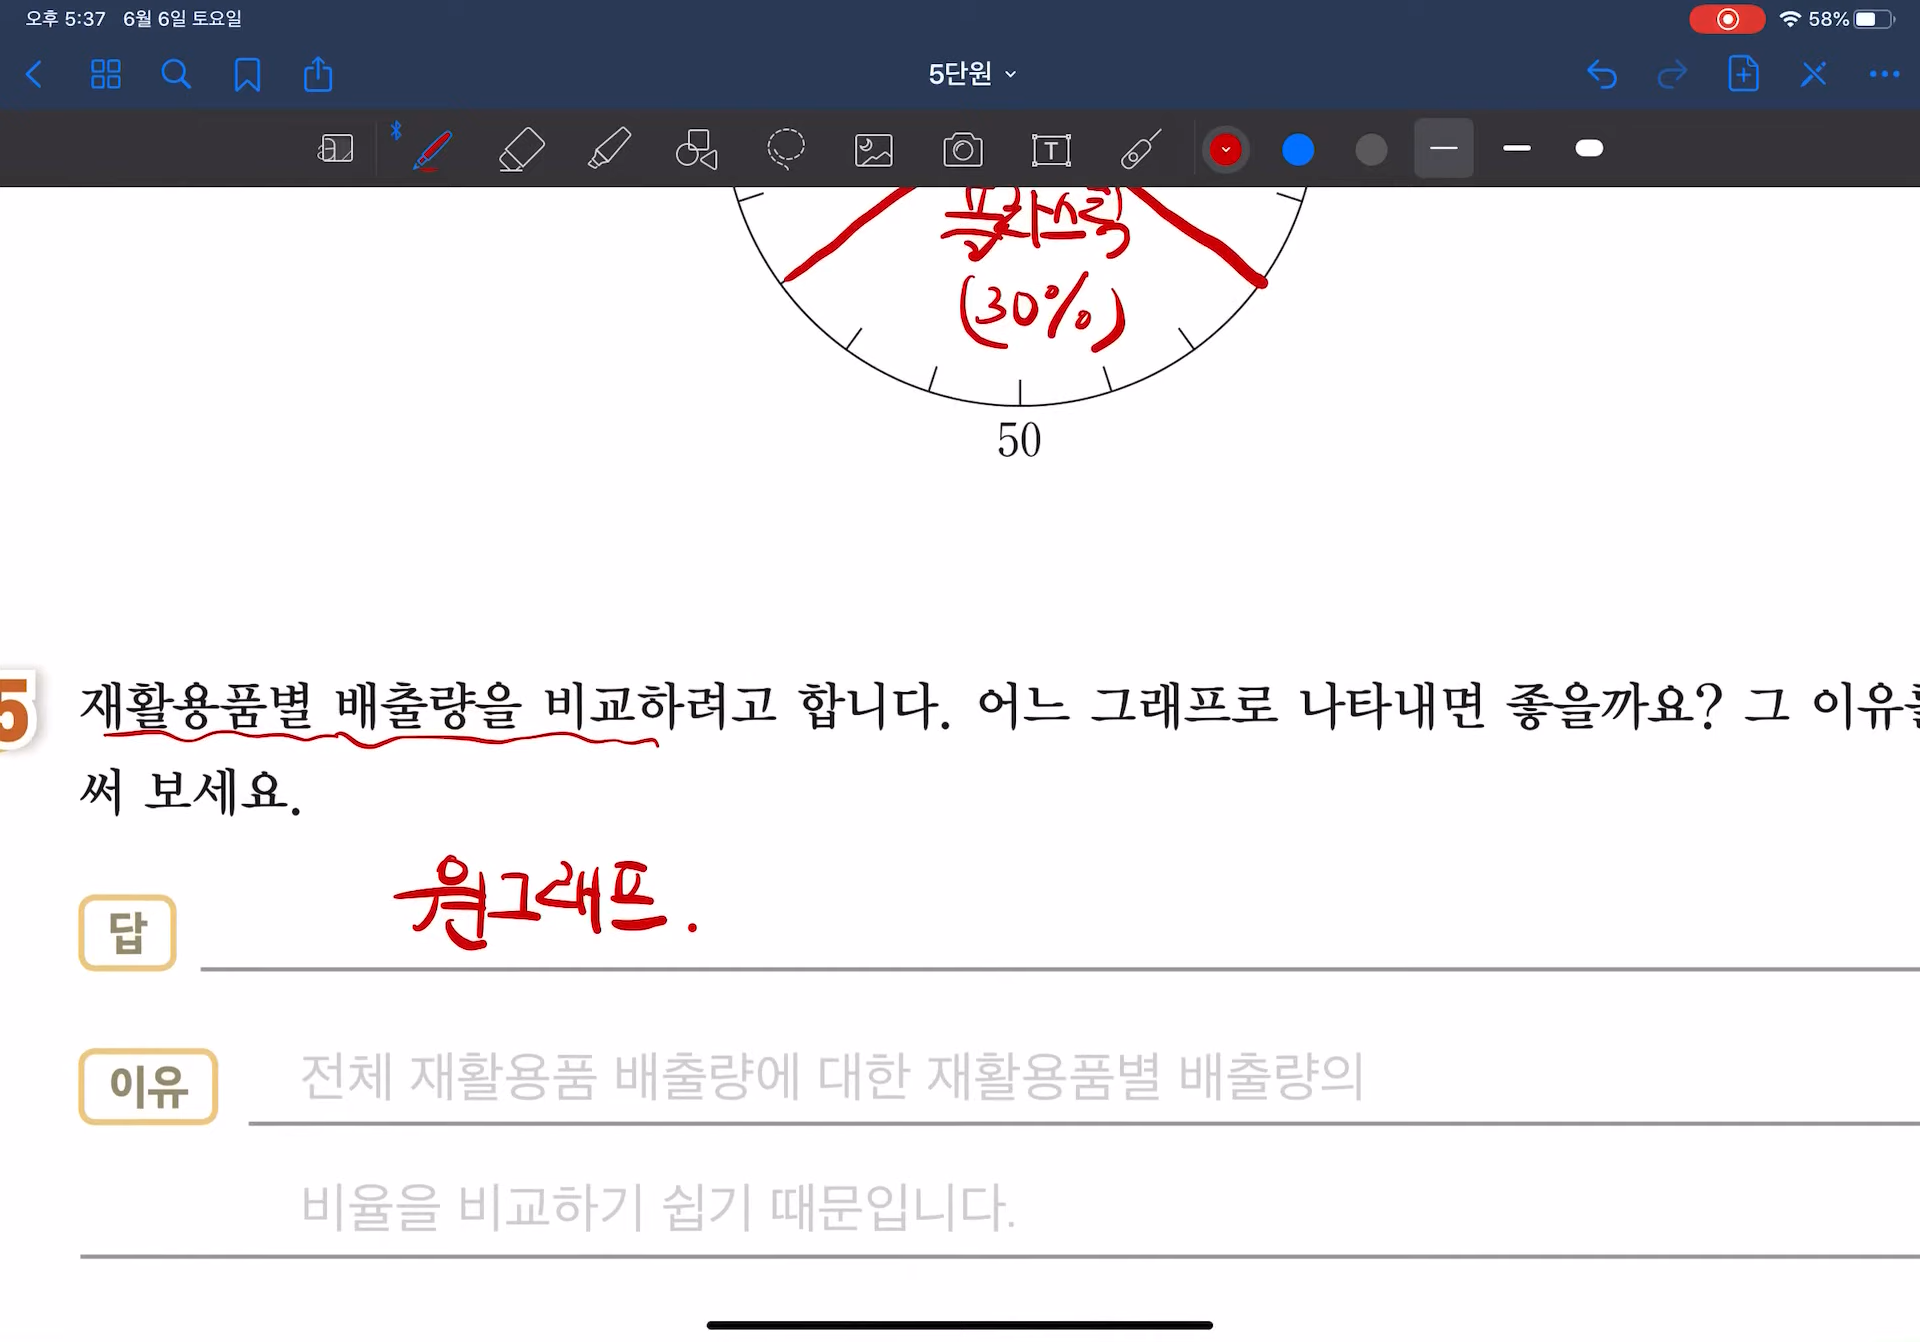 오후 5:37 6월 6일 토요일 58%
5단원
플라스틱
(30%)
50
5 재활용품별 배출량을 비교하려고 합니다. 어느 그래프로 나타내면 좋을까요? 그 이유를
써 보세요.
원그래프.
답
이유 전체 재활용품 배출량에 대한 재활용품별 배출량의
비율을 비교하기 쉽기 때문입니다.